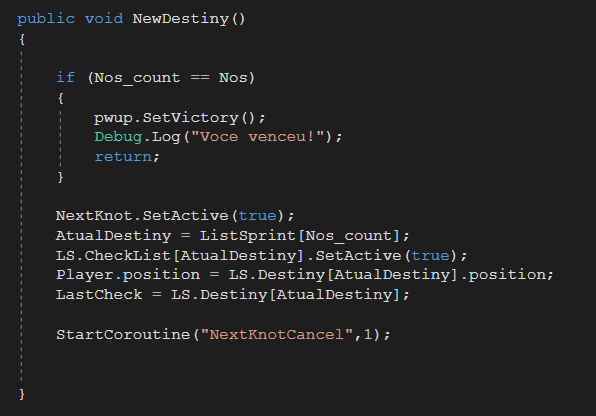 public void NewDestiny()
{
if (Nos_count == Nos)
{
pwup.SetVictory();
Debug.Log("Voce venceu!");
return;
}
NextKnot.SetActive(true);
AtualDestiny = ListSprint[Nos_count];
LS.CheckList[AtualDestiny].SetActive(true);
Player.position = LS.Destiny[AtualDestiny].position;
LastCheck = LS.Destiny[AtualDestiny];
StartCoroutine("NextKnotCancel",1);
}